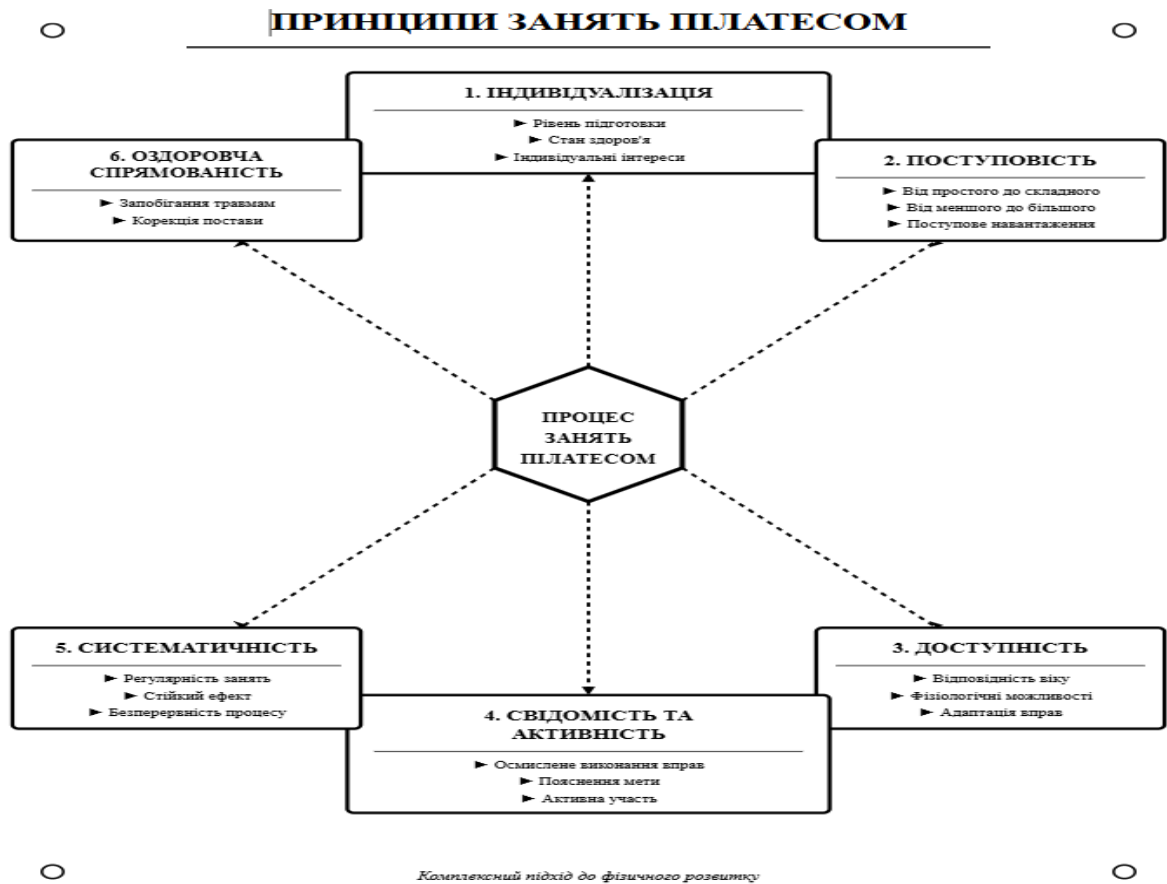 ПРИНЦИПИ ЗАНЯТЬ ПІЛАТЕСОМ
1. ІНДИВІДУАЛІЗАЦІЯ
► Рівень підготовки
► Стан здоров'я
► Індивідуальні інтереси
2. ПОСТУПОВІСТЬ
► Від простого до складного
► Від меншого до більшого
► Поступове навантаження
3. ДОСТУПНІСТЬ
► Відповідність віку
► Фізіологічні можливості
► Адаптація вправ
4. СВІДОМІСТЬ ТА
АКТИВНІСТЬ
► Осмислене виконання вправ
► Пояснення мети
► Активна участь
5. СИСТЕМАТИЧНІСТЬ
► Регулярність занять
► Стійкий ефект
► Безперервність процесу
6. ОЗДОРОВЧА
СПРЯМОВАНІСТЬ
► Запобігання травмам
► Корекція постави
ПРОЦЕС
ЗАНЯТЬ
ПІЛАТЕСОМ
Комплексний підхід до фізичного розвитку